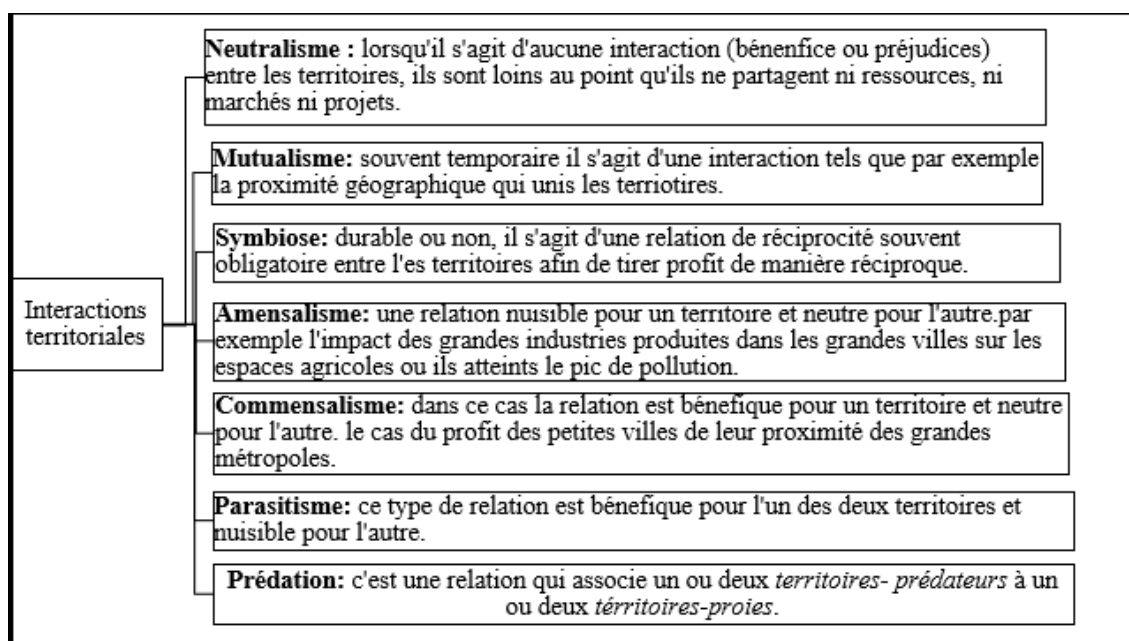 Neutralisme : lorsqu'il s'agit d'aucune interaction (bénenfice ou préjudices)
entre les territoires, ils sont loins au point qu'ils ne partagent ni ressources, ni
marchés ni projets.
Mutualisme: souvent temporaire il s'agit d'une interaction tels que par exemple
la proximité géographique qui unis les terriotires.
Symbiose: durable ou non, il s'agit d'une relation de réciprocité souvent
obligatoire entre l'es territoires afin de tirer profit de manière réciproque.
Interactions
territoriales
Amensalisme: une relation nuisible pour un territoire et neutre pour l'autre.par
exemple l'impact des grandes industries produites dans les grandes villes sur les
espaces agricoles ou ils atteints le pic de pollution.
Commensalisme: dans ce cas la relation est bénefique pour un territoire et neutre
pour l'autre. le cas du profit des petites villes de leur proximité des grandes
métropoles.
Parasitisme: ce type de relation est bénefique pour l'un des deux territoires et
nuisible pour l'autre.
Prédation: c'est une relation qui associe un ou deux territoires- prédateurs à un
ou deux térritoires-proies.